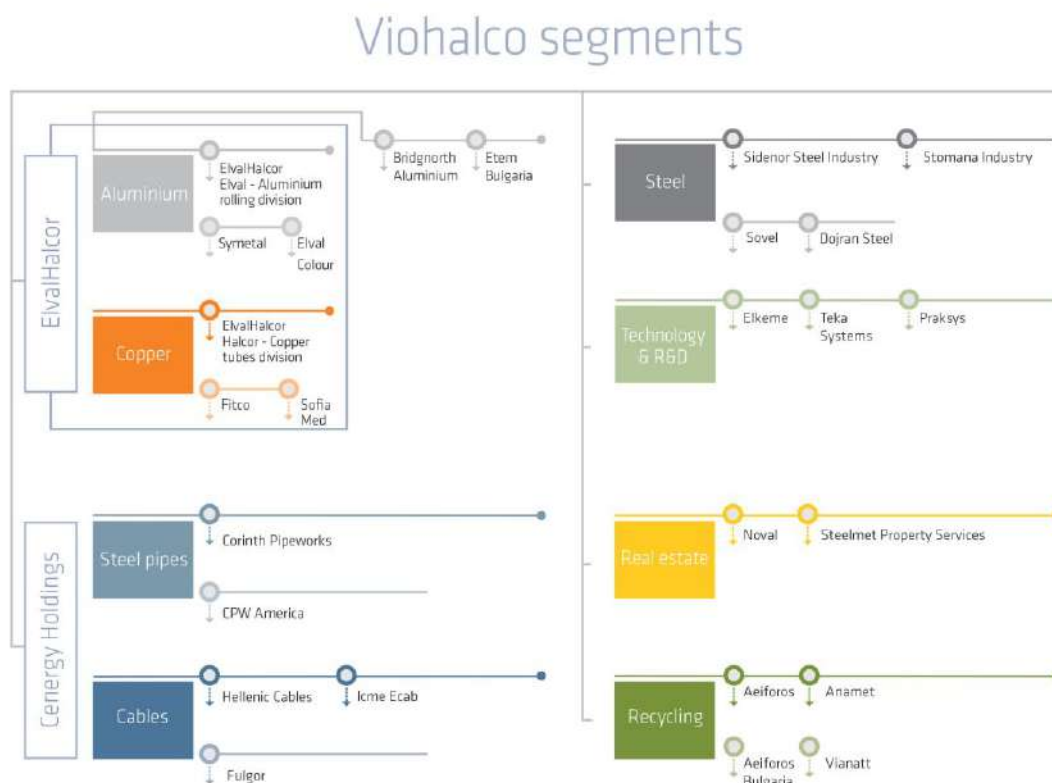 Viohalco segments
ElvalHalcor
Aluminium
ElvalHalcor
Elval - Aluminium
rolling division
Symetal
Elval
Colour
Bridgnorth
Aluminium
Etem
Bulgaria
Copper
ElvalHalcor
Halcor - Copper
tubes division
Fitco
Sofia
Med
Cenergy Holdings
Steel pipes
Corinth Pipeworks
CPW America
Cables
Hellenic Cables
Icme Ecab
Fulgor
Steel
Sidenor Steel Industry
Stomana Industry
Sovel
Dojran Steel
Technology
& R&D
Elkeme
Teka
Systems
Praksys
Real estate
Noval
Steelmet Property Services
Recycling
Aeiforos
Anamet
Aeiforos
Bulgaria
Vianatt